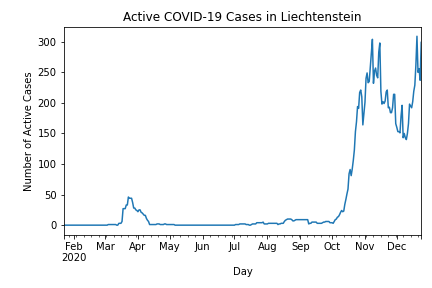 Active COVID-19 Cases in Liechtenstein
300
250
200
150
100
50
0
Number of Active Cases
Feb Mar Apr May Jun Jul Aug Sep Oct Nov Dec
2020
Day